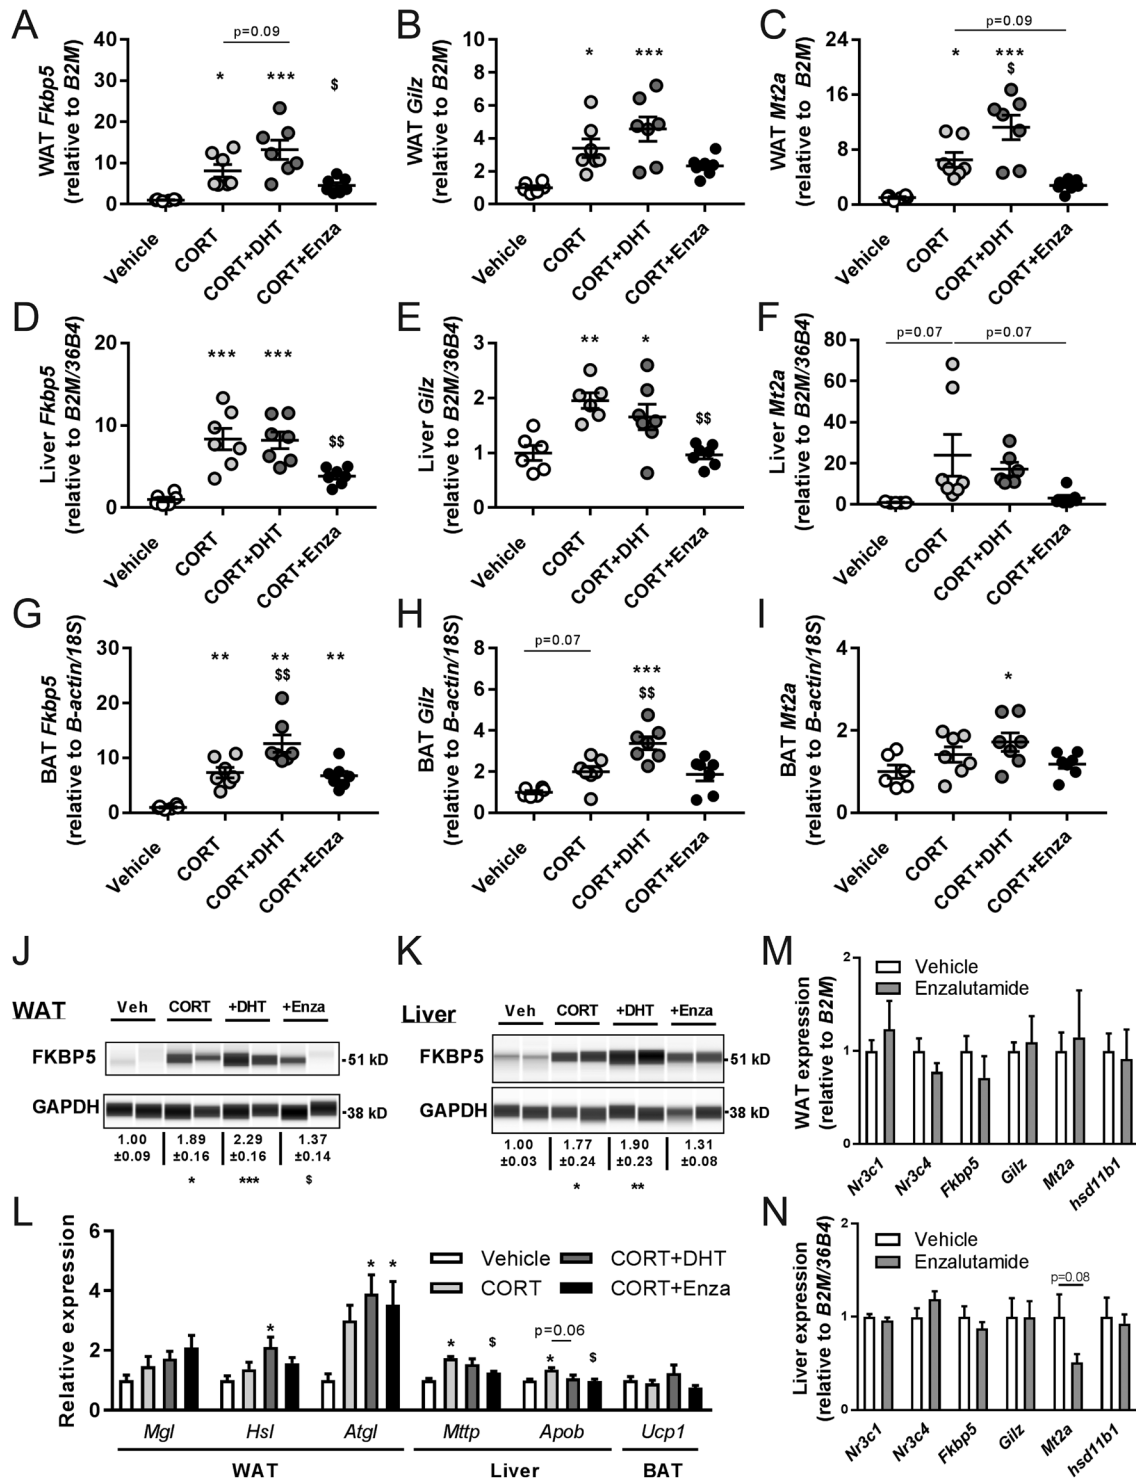 A
WAT Fkbp5
(relative to B2M)
40
30
20
10
0
p=0.09
*
***
$
Vehicle
CORT
CORT+DHT
CORT+Enza
B
WAT Gilz
(relative to B2M)
10
8
6
4
2
0
*
***
Vehicle
CORT
CORT+DHT
CORT+Enza
C
WAT Mt2a
(relative to B2M)
24
16
8
0
p=0.09
*
***
$
Vehicle
CORT
CORT+DHT
CORT+Enza
D
Liver Fkbp5
(relative to B2M/36B4)
20
10
0
***
***
$$
Vehicle
CORT
CORT+DHT
CORT+Enza
E
Liver Gilz
(relative to B2M/36B4)
3
2
1
0
**
*
$$
Vehicle
CORT
CORT+DHT
CORT+Enza
F
Liver Mt2a
(relative to B2M/36B4)
80
60
40
20
0
p=0.07
p=0.07
Vehicle
CORT
CORT+DHT
CORT+Enza
G
BAT Fkbp5
(relative to B-actin/18S)
30
20
10
0
**
**
$$
**
Vehicle
CORT
CORT+DHT
CORT+Enza
H
BAT Gilz
(relative to B-actin/18S)
8
6
4
2
0
p=0.07
***
$$
Vehicle
CORT
CORT+DHT
CORT+Enza
I
BAT Mt2a
(relative to B-actin/18S)
4
2
0
*
Vehicle
CORT
CORT+DHT
CORT+Enza
J
WAT
Veh CORT +DHT +Enza
FKBP5
-51 kD
GAPDH
-38 kD
1.00 1.89 2.29 1.37
±0.09 ±0.16 ±0.16 ±0.14
* *** $
K
Liver
Veh CORT +DHT +Enza
FKBP5
-51 kD
GAPDH
-38 kD
1.00 1.77 1.90 1.31
±0.03 ±0.24 ±0.23 ±0.08
* **
L
Relative expression
6
4
2
0
Vehicle
CORT
CORT+DHT
CORT+Enza
*
*
*
*
$
p=0.06
*
$
Mgl Hsl Atgl Mttp Apob Ucp1
WAT Liver BAT
M
WAT expression
(relative to B2M)
2
1
0
Vehicle
Enzalutamide
Nr3c1
Nr3c4
Fkbp5
Gilz
Mt2a
hsd11b1
N
Liver expression
(relative to B2M/36B4)
2
1
0
Vehicle
Enzalutamide
p=0.08
Nr3c1
Nr3c4
Fkbp5
Gilz
Mt2a
hsd11b1